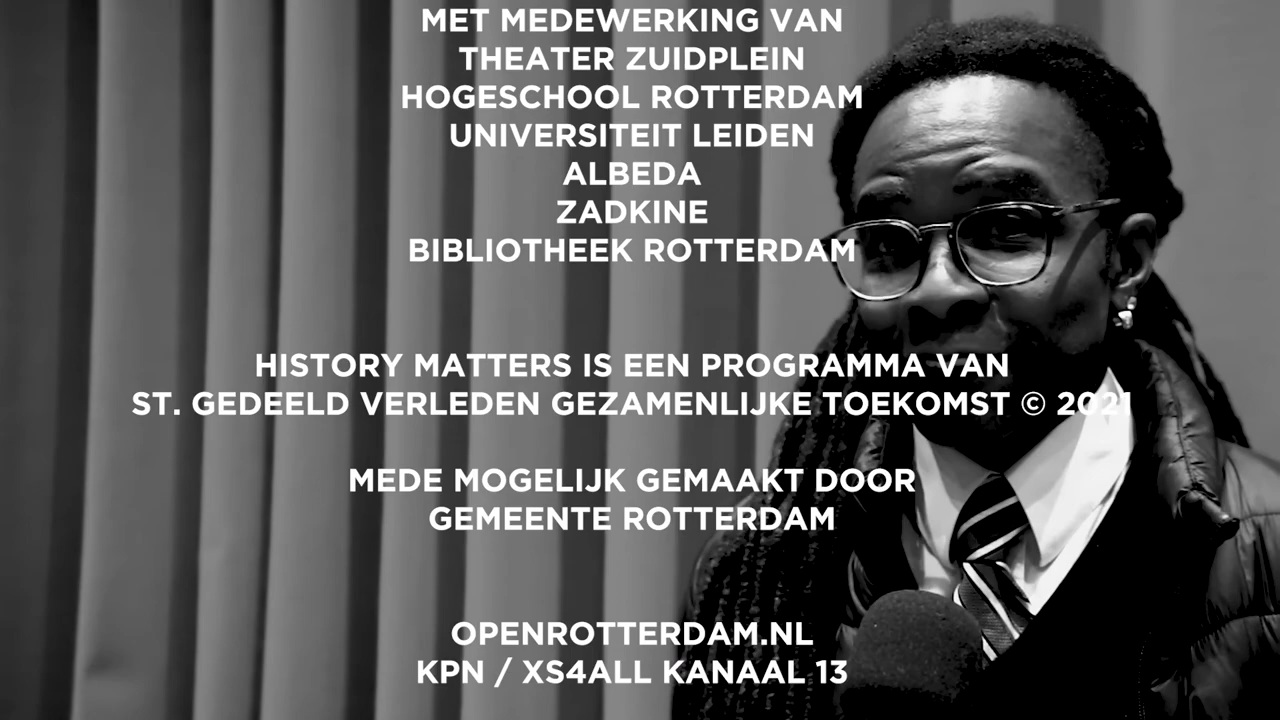 MET MEDEWERKING VAN
THEATER ZUIDPLEIN
HOGESCHOOL ROTTERDAM
UNIVERSITEIT LEIDEN
ALBEDA
ZADKINE
BIBLIOTHEEK ROTTERDAM
HISTORY MATTERS IS EEN PROGRAMMA VAN
ST. GEDEELD VERLEDEN GEZAMENLIJKE TOEKOMST © 2021
MEDE MOGELIJK GEMAAKT DOOR
GEMEENTE ROTTERDAM
OPENROTTERDAM.NL
KPN / XS4ALL KANAAL 13